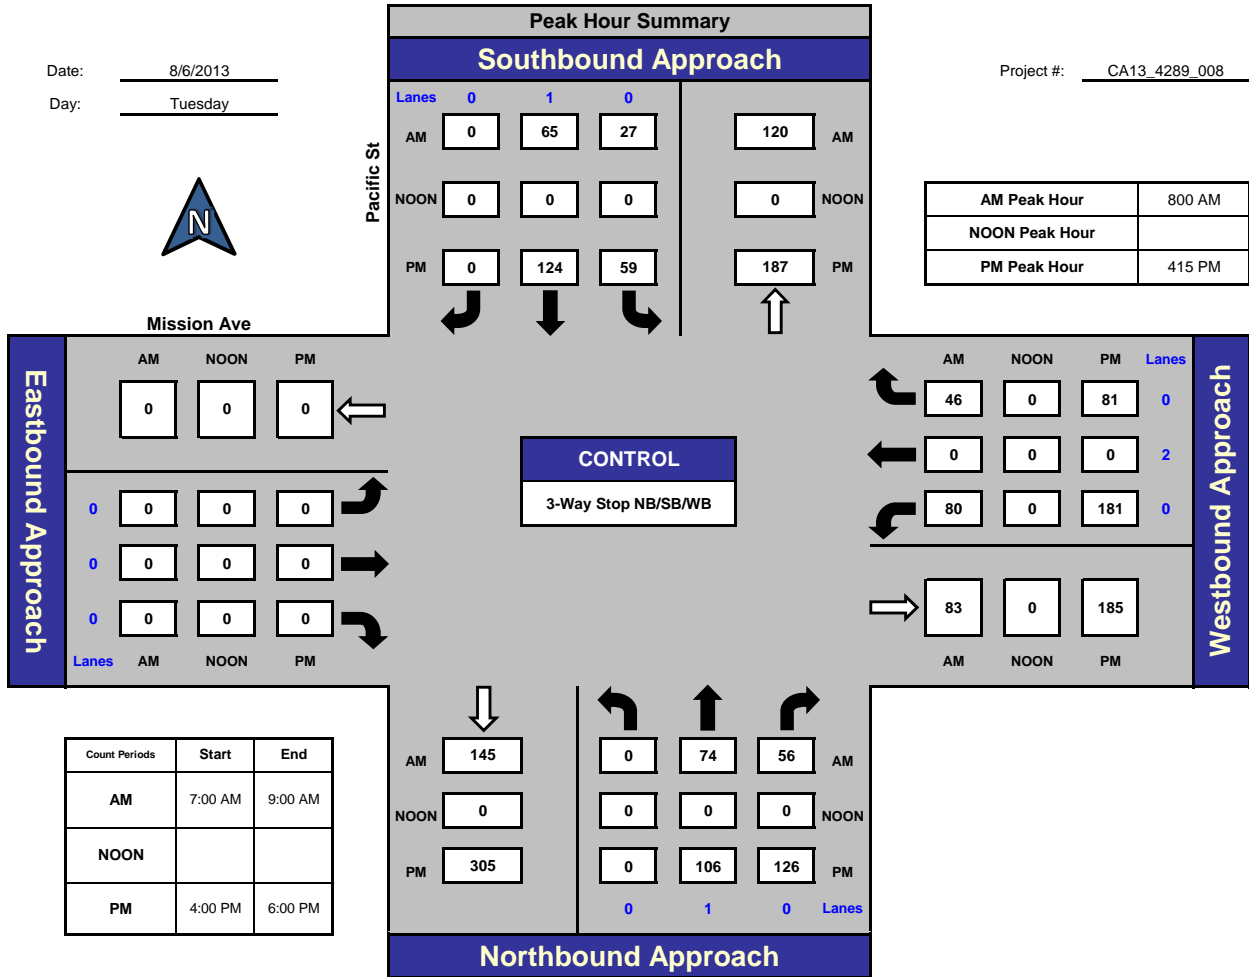 Peak Hour Summary
Southbound Approach
Date: 8/6/2013
Project #: CA13_4289_008
Day: Tuesday
Pacific St
Lanes 0 1 0
AM 0 65 27 120 AM
NOON 0 0 0 0 NOON
PM 0 124 59 187 PM
N
AM Peak Hour 800 AM
NOON Peak Hour
PM Peak Hour 415 PM
Mission Ave
Eastbound Approach
AM NOON PM
0 0 0
0 0 0 0
0 0 0 0
0 0 0 0
Lanes AM NOON PM
CONTROL
3-Way Stop NB/SB/WB
AM NOON PM Lanes
46 0 81 0
0 0 0 2
80 0 181 0
83 0 185
AM NOON PM
Westbound Approach
Count Periods Start End
AM 7:00 AM 9:00 AM
NOON
PM 4:00 PM 6:00 PM
AM 145 0 74 56 AM
NOON 0 0 0 0 NOON
PM 305 0 106 126 PM
0 1 0 Lanes
Northbound Approach